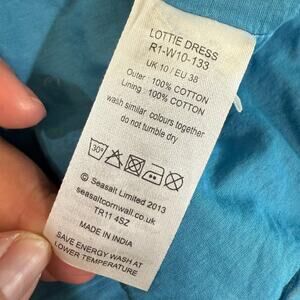 LOTTIE DRESS
R1-W10-133
UK 10 / EU 38
Outer: 100% COTTON
Lining: 100% COTTON
wash similar colours together
do not tumble dry
30°
© Seasalt Limited 2013
seasaltcornwall.co.uk
TR11 4SZ
MADE IN INDIA
SAVE ENERGY WASH AT
LOWER TEMPERATURE